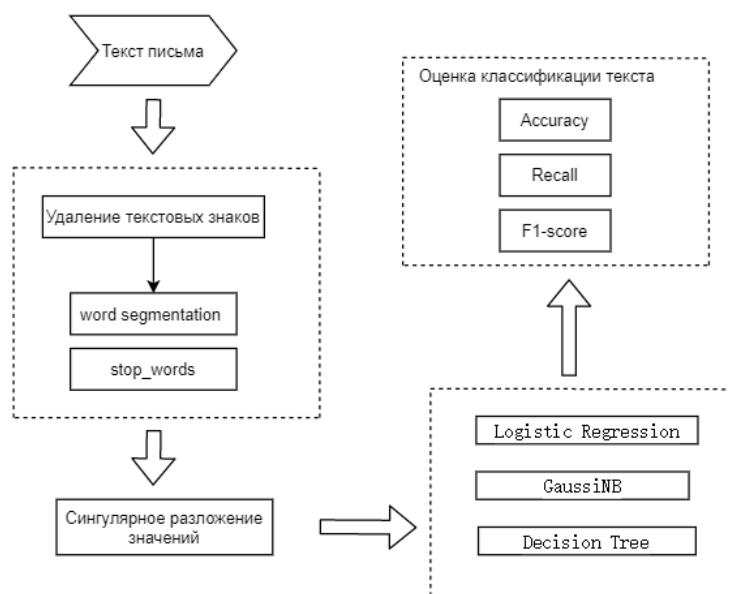 Текст письма
Удаление текстовых знаков
word segmentation
stop_words
Сингулярное разложение
значений
Logistic Regression
GaussiNB
Decision Tree
Оценка классификации текста
Accuracy
Recall
F1-score